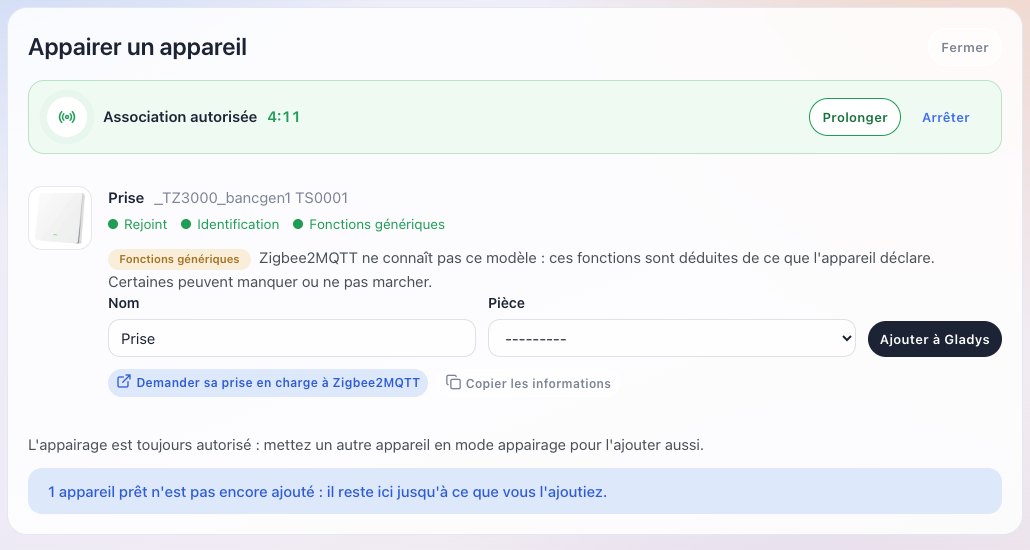 Appairer un appareil
Fermer
Association autorisée 4:11
Prolonger
Arrêter
Prise _TZ3000_bancgen1 TS0001
Rejoint Identification Fonctions génériques
Fonctions génériques Zigbee2MQTT ne connaît pas ce modèle : ces fonctions sont déduites de ce que l'appareil déclare.
Certaines peuvent manquer ou ne pas marcher.
Nom
Pièce
Prise
---------
Ajouter à Gladys
Demander sa prise en charge à Zigbee2MQTT
Copier les informations
L'appairage est toujours autorisé : mettez un autre appareil en mode appairage pour l'ajouter aussi.
1 appareil prêt n'est pas encore ajouté : il reste ici jusqu'à ce que vous l'ajoutiez.